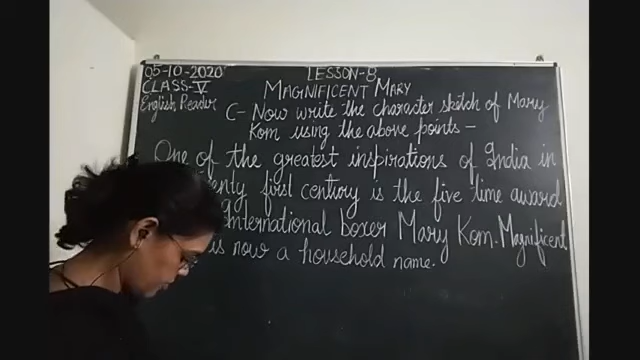 05-10-2020
CLASS-V
English Reader
LESSON-8
MAGNIFICENT MARY
C- Now write the character sketch of Mary
Kom using the above points -
One of the greatest inspirations of India in
first century is the five time award
International boxer Mary Kom. Magnificent
is now a household name.